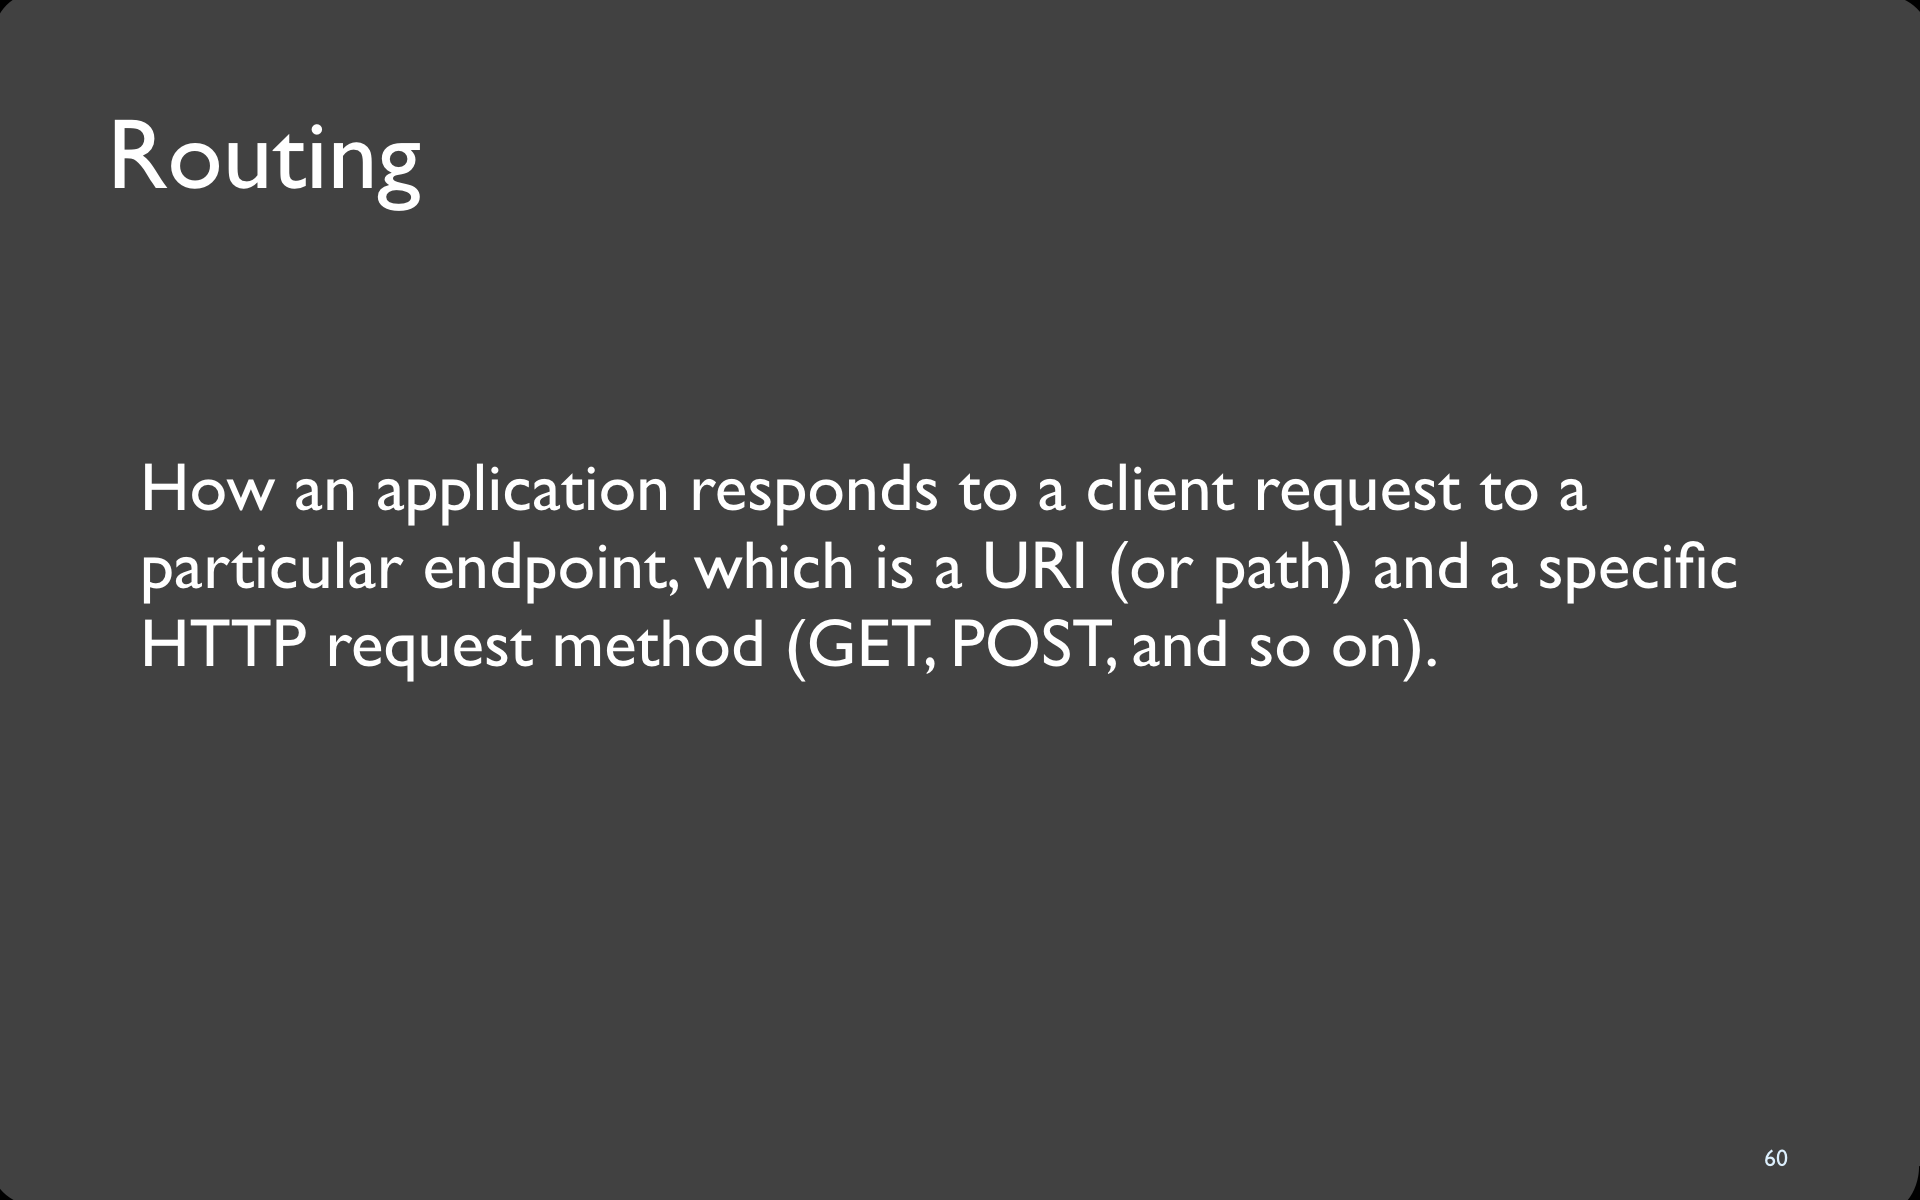 Routing
How an application responds to a client request to a
particular endpoint, which is a URI (or path) and a specific
HTTP request method (GET, POST, and so on).
60